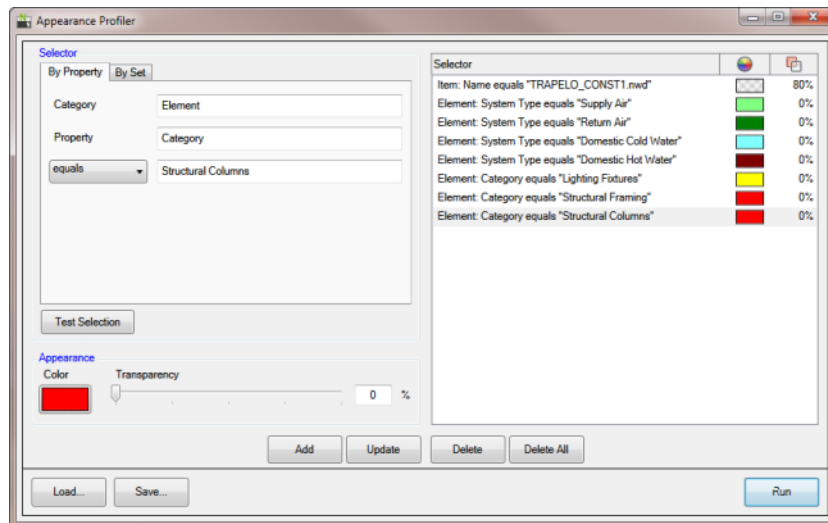 Appearance Profiler
Selector
By Property By Set
Category Element
Property Category
equals Structural Columns
Test Selection
Appearance
Color Transparency
0 %
Selector
Item: Name equals "TRAPELO_CONST1.nwd" 80%
Element: System Type equals "Supply Air" 0%
Element: System Type equals "Return Air" 0%
Element: System Type equals "Domestic Cold Water" 0%
Element: System Type equals "Domestic Hot Water" 0%
Element: Category equals "Lighting Fixtures" 0%
Element: Category equals "Structural Framing" 0%
Element: Category equals "Structural Columns" 0%
Add Update Delete Delete All
Load... Save... Run